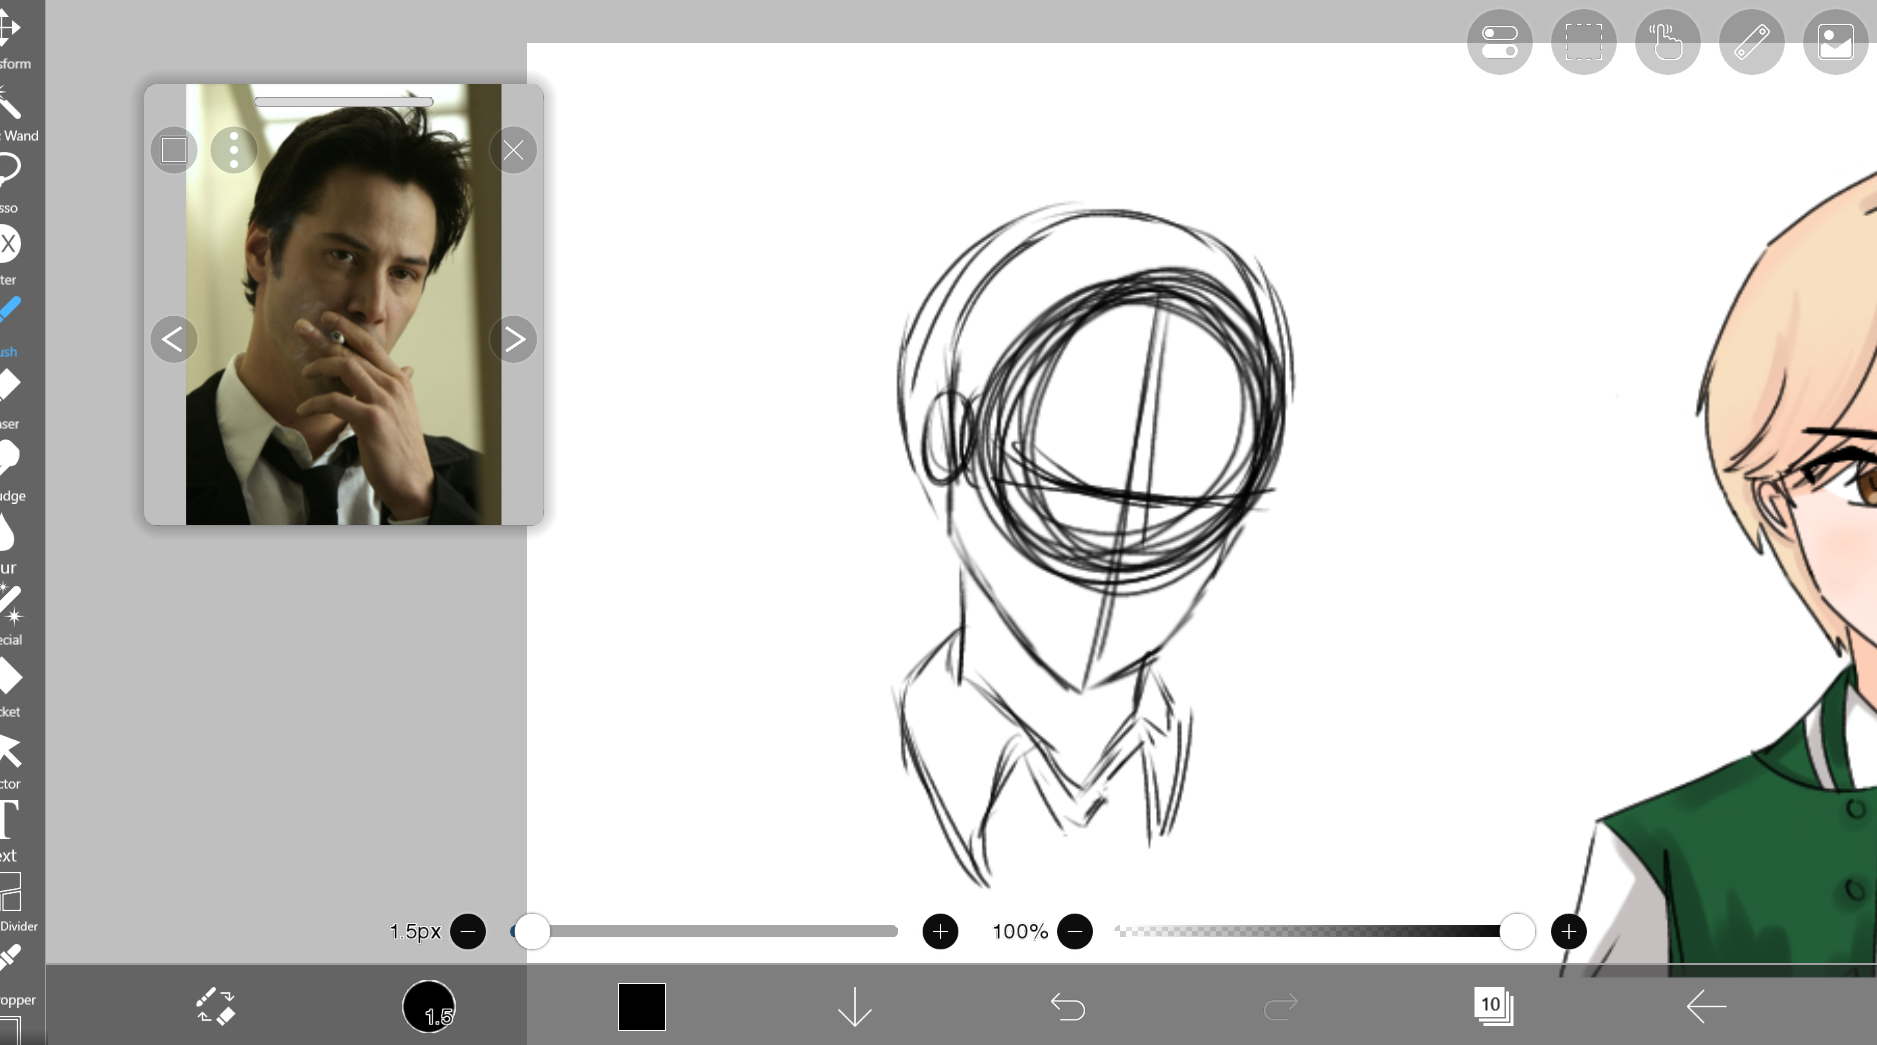 sform
Wand
sso
X
ter
ush
ser
udge
ur
ecial
cket
ctor
T
ext
Divider
opper
1.5px
100%
1.5
10